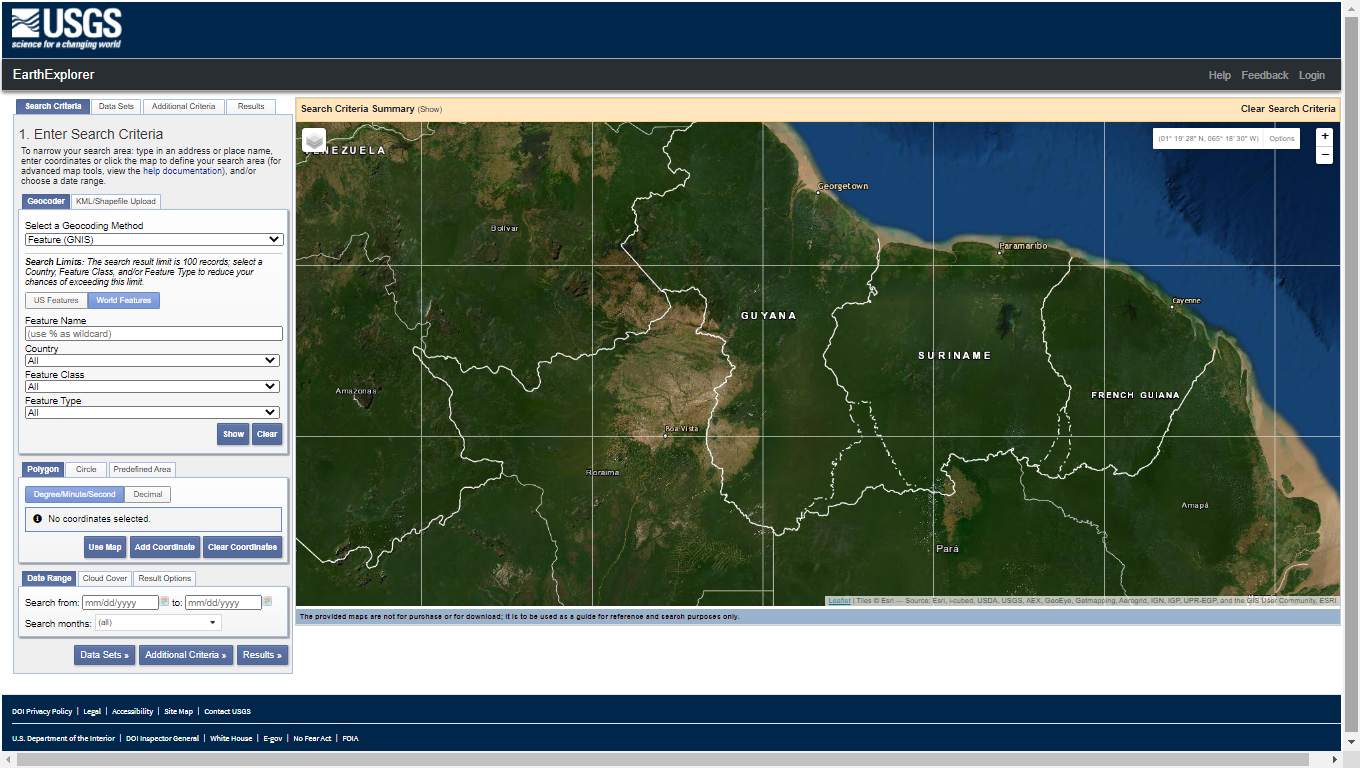 USGS
science for a changing world
EarthExplorer
Help Feedback Login
Search Criteria Data Sets Additional Criteria Results
1. Enter Search Criteria
To narrow your search area: type in an address or place name,
enter coordinates or click the map to define your search area (for
advanced map tools, view the help documentation), and/or
choose a date range.
Geocoder KML/Shapefile Upload
Select a Geocoding Method
Feature (GNIS)
Search Limits: The search result limit is 100 records; select a
Country, Feature Class, and/or Feature Type to reduce your
chances of exceeding this limit.
US Features World Features
Feature Name
(use % as wildcard)
Country
All
Feature Class
All
Feature Type
All
Show Clear
Polygon Circle Predefined Area
Degree/Minute/Second Decimal
No coordinates selected.
Use Map Add Coordinate Clear Coordinates
Date Range Cloud Cover Result Options
Search from: mm/dd/yyyy to: mm/dd/yyyy
Search months: (all)
Data Sets » Additional Criteria » Results »
Search Criteria Summary (Show) Clear Search Criteria
(01° 19' 28" N, 065° 18' 30" W) Options
+
−
VENEZUELA
Georgetown
Bolívar
Paramaribo
Cayenne
GUYANA
SURINAME
Amazonas
FRENCH GUIANA
Boa Vista
Roraima
Amapá
Pará
Leaflet | Tiles © Esri — Source: Esri, i-cubed, USDA, USGS, AEX, GeoEye, Getmapping, Aerogrid, IGN, IGP, UPR-EGP, and the GIS User Community, ESRI
The provided maps are not for purchase or for download; it is to be used as a guide for reference and search purposes only.
DOI Privacy Policy | Legal | Accessibility | Site Map | Contact USGS
U.S. Department of the Interior | DOI Inspector General | White House | E-gov | No Fear Act | FOIA